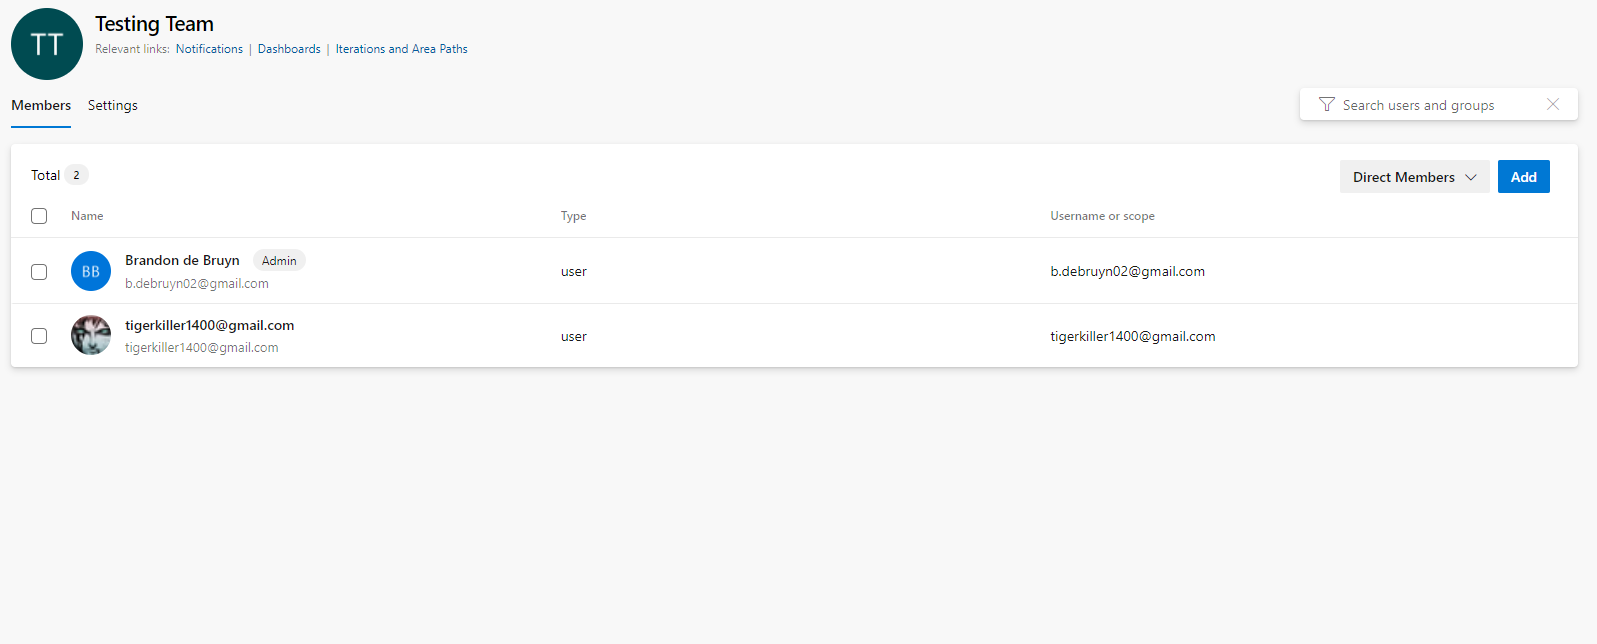 TT
Testing Team
Relevant links: Notifications | Dashboards | Iterations and Area Paths
Members Settings
Search users and groups
Total 2
Direct Members Add
Name Type Username or scope
BB Brandon de Bruyn Admin
b.debruyn02@gmail.com user b.debruyn02@gmail.com
tigerkiller1400@gmail.com
tigerkiller1400@gmail.com user tigerkiller1400@gmail.com